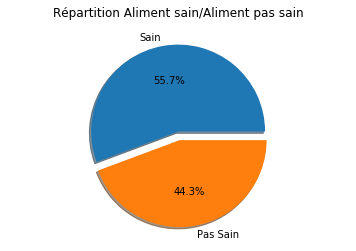 Répartition Aliment sain/Aliment pas sain
Sain
55.7%
44.3%
Pas Sain